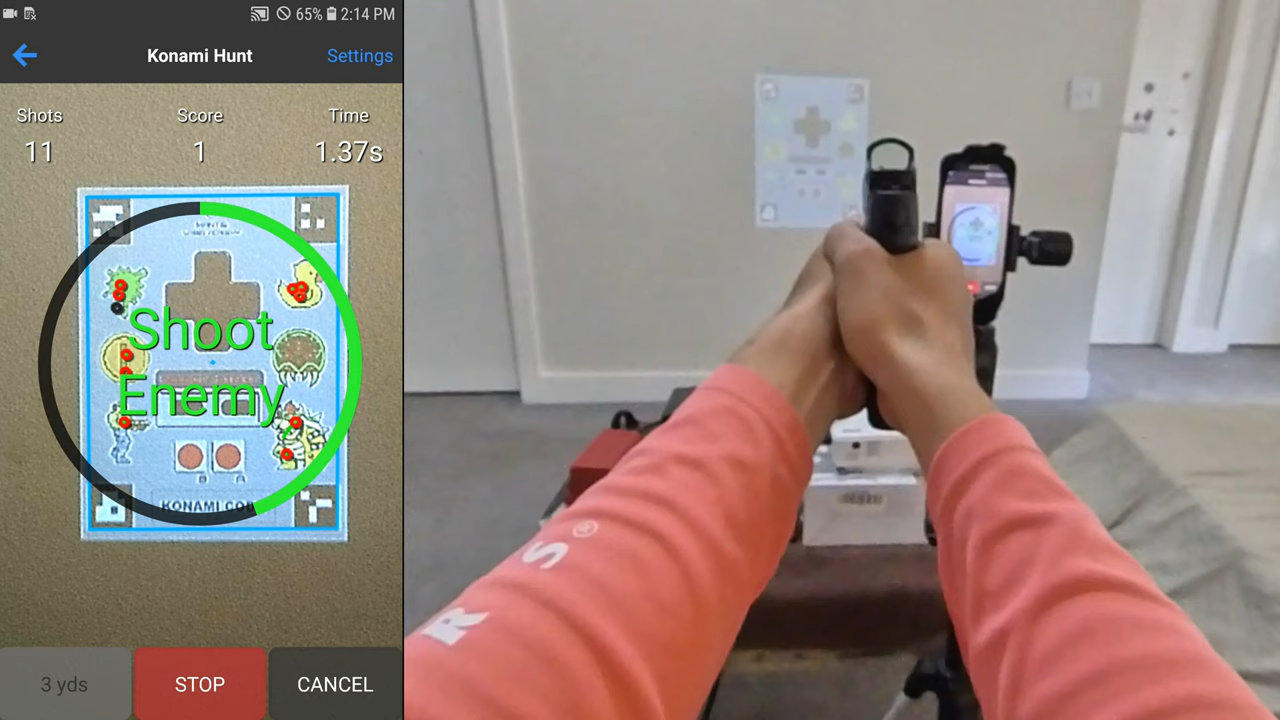 65% 2:14 PM
Konami Hunt
Settings
Shots
Score
Time
11
1
1.37s
Shoot
Enemy
B A
KONAMI COD
3 yds
STOP
CANCEL
R S®